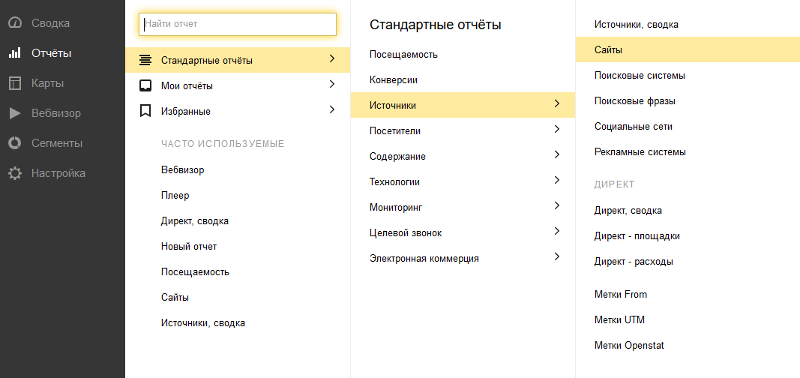 Сводка
Отчёты
Карты
Вебвизор
Сегменты
Настройка
Найти отчет
Стандартные отчёты
Мои отчёты
Избранные
ЧАСТО ИСПОЛЬЗУЕМЫЕ
Вебвизор
Плеер
Директ, сводка
Новый отчет
Посещаемость
Сайты
Источники, сводка
Стандартные отчёты
Посещаемость
Конверсии
Источники
Посетители
Содержание
Технологии
Мониторинг
Целевой звонок
Электронная коммерция
Источники, сводка
Сайты
Поисковые системы
Поисковые фразы
Социальные сети
Рекламные системы
ДИРЕКТ
Директ, сводка
Директ - площадки
Директ - расходы
Метки From
Метки UTM
Метки Openstat